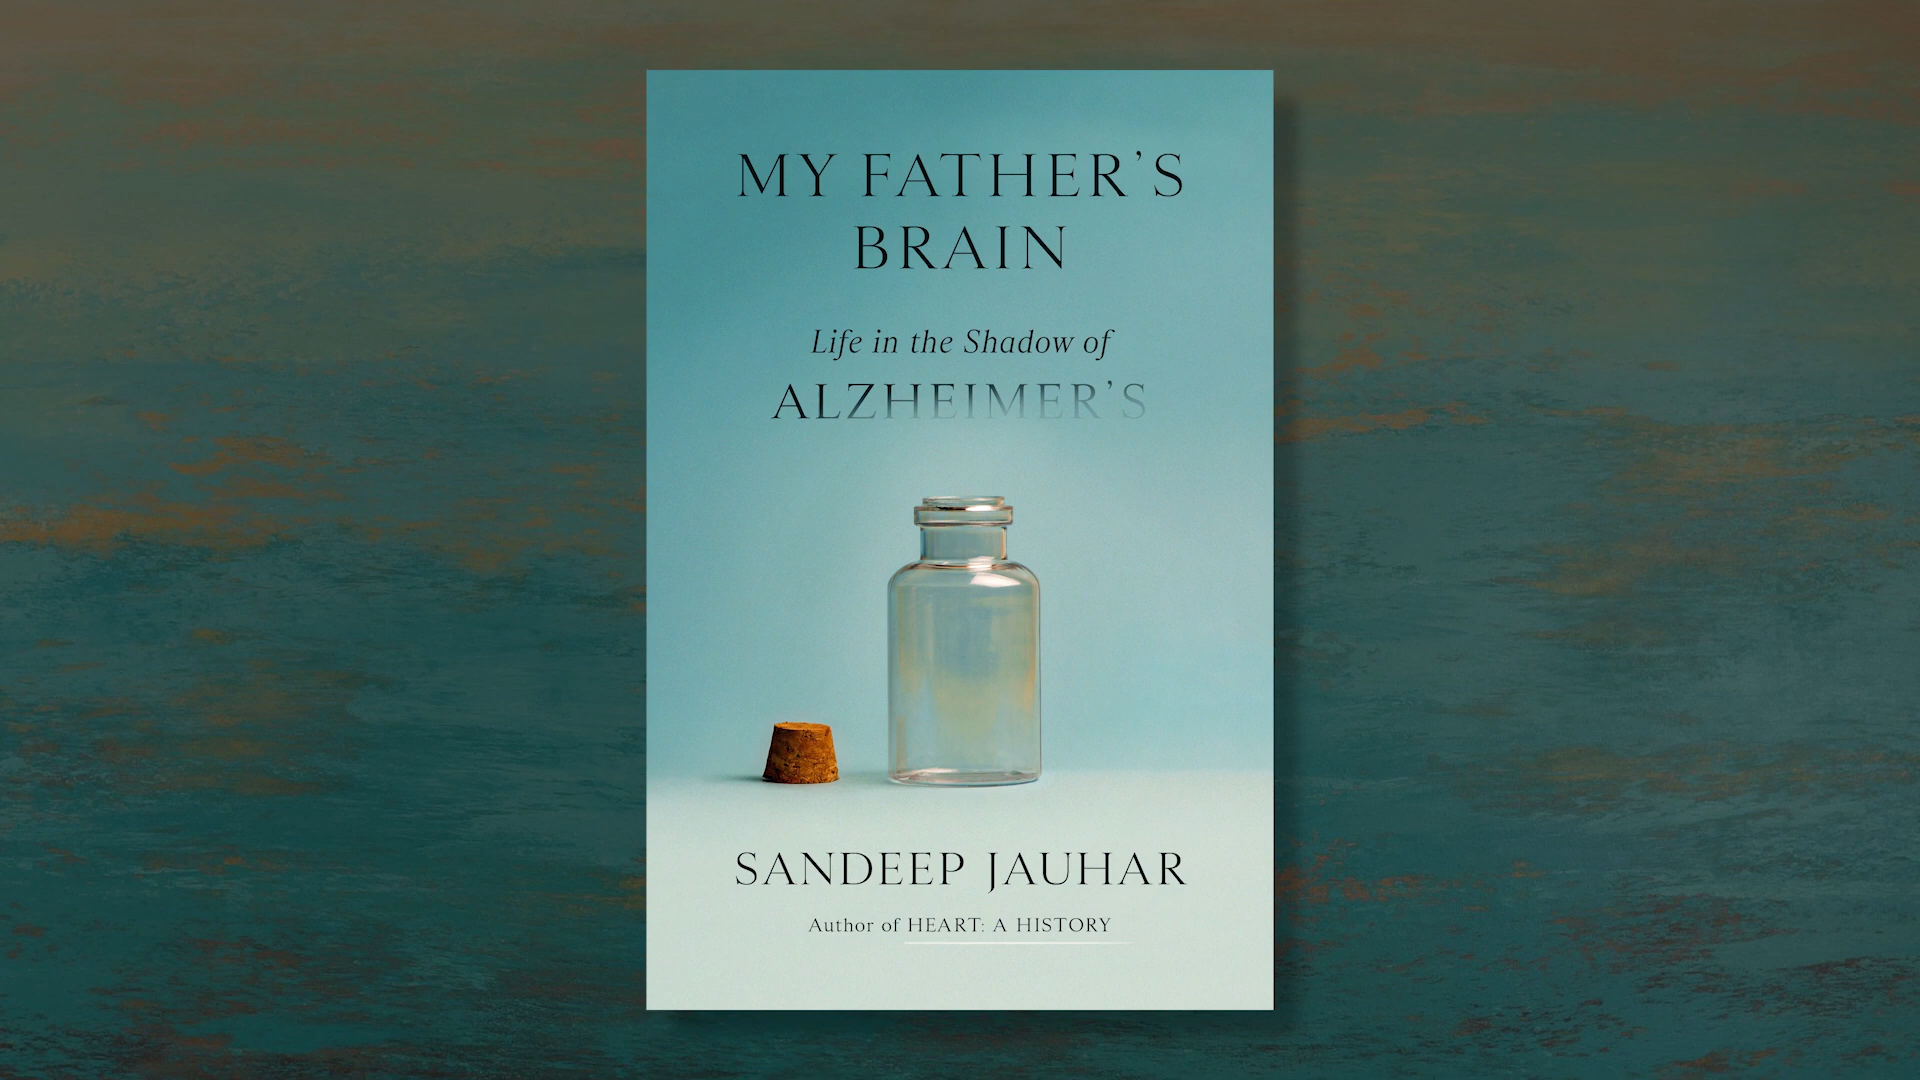 MY FATHER’S
BRAIN
Life in the Shadow of
ALZHEIMER’S
SANDEEP JAUHAR
Author of HEART: A HISTORY